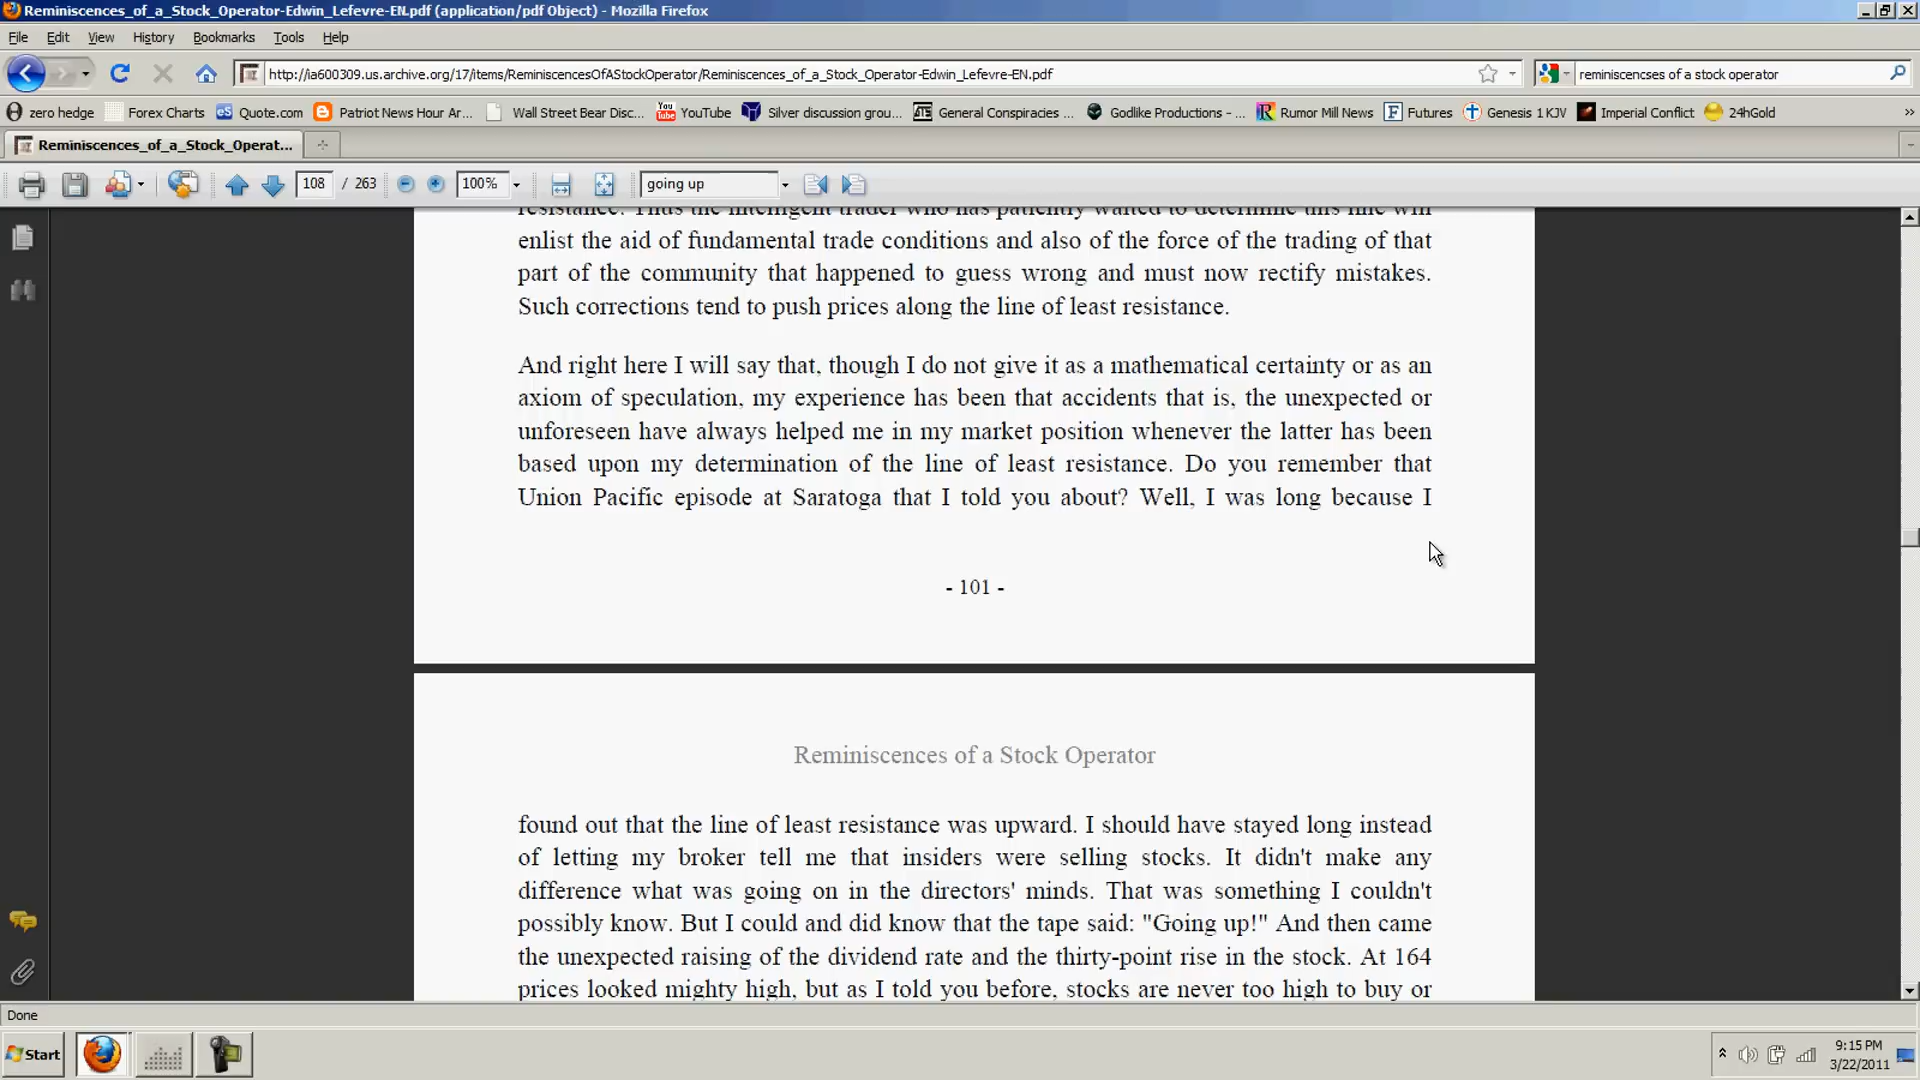 Reminiscences_of_a_Stock_Operator-Edwin_Lefevre-EN.pdf (application/pdf Object) - Mozilla Firefox
File Edit View History Bookmarks Tools Help
http://ia600309.us.archive.org/17/items/ReminiscencesOfAStockOperator/Reminiscences_of_a_Stock_Operator-Edwin_Lefevre-EN.pdf
reminiscencses of a stock operator
zero hedge Forex Charts eS Quote.com Patriot News Hour Ar... Wall Street Bear Disc... You Tube YouTube Silver discussion grou... ATS General Conspiracies ... Godlike Productions - ... R Rumor Mill News F Futures Genesis 1 KJV Imperial Conflict 24hGold »
Reminiscences_of_a_Stock_Operat...
108 / 263 100% going up
resistance. Thus the intelligent trader who has patiently waited to determine this line will
enlist the aid of fundamental trade conditions and also of the force of the trading of that
part of the community that happened to guess wrong and must now rectify mistakes.
Such corrections tend to push prices along the line of least resistance.
And right here I will say that, though I do not give it as a mathematical certainty or as an
axiom of speculation, my experience has been that accidents that is, the unexpected or
unforeseen have always helped me in my market position whenever the latter has been
based upon my determination of the line of least resistance. Do you remember that
Union Pacific episode at Saratoga that I told you about? Well, I was long because I
- 101 -
Reminiscences of a Stock Operator
found out that the line of least resistance was upward. I should have stayed long instead
of letting my broker tell me that insiders were selling stocks. It didn't make any
difference what was going on in the directors' minds. That was something I couldn't
possibly know. But I could and did know that the tape said: "Going up!" And then came
the unexpected raising of the dividend rate and the thirty-point rise in the stock. At 164
prices looked mighty high, but as I told you before, stocks are never too high to buy or
Done
Start
9:15 PM
3/22/2011